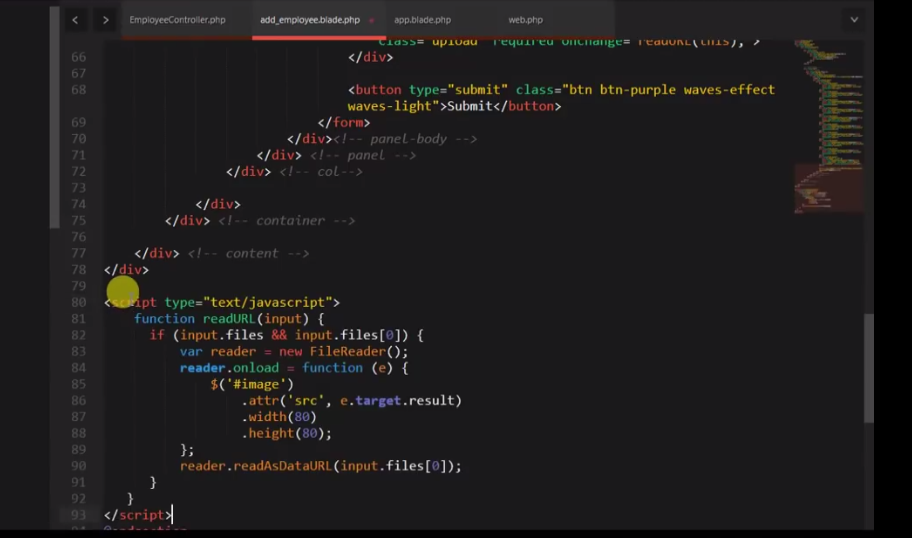 EmployeeController.php add_employee.blade.php app.blade.php web.php
class="upload" required onchange="readURL(this);">
66 </div>
67
68 <button type="submit" class="btn btn-purple waves-effect
waves-light">Submit</button>
69 </form>
70 </div><!-- panel-body -->
71 </div> <!-- panel -->
72 </div> <!-- col-->
73
74 </div>
75 </div> <!-- container -->
76
77 </div> <!-- content -->
78 </div>
79
80 <script type="text/javascript">
81 function readURL(input) {
82 if (input.files && input.files[0]) {
83 var reader = new FileReader();
84 reader.onload = function (e) {
85 $('#image')
86 .attr('src', e.target.result)
87 .width(80)
88 .height(80);
89 };
90 reader.readAsDataURL(input.files[0]);
91 }
92 }
93 </script>
94 @endsection